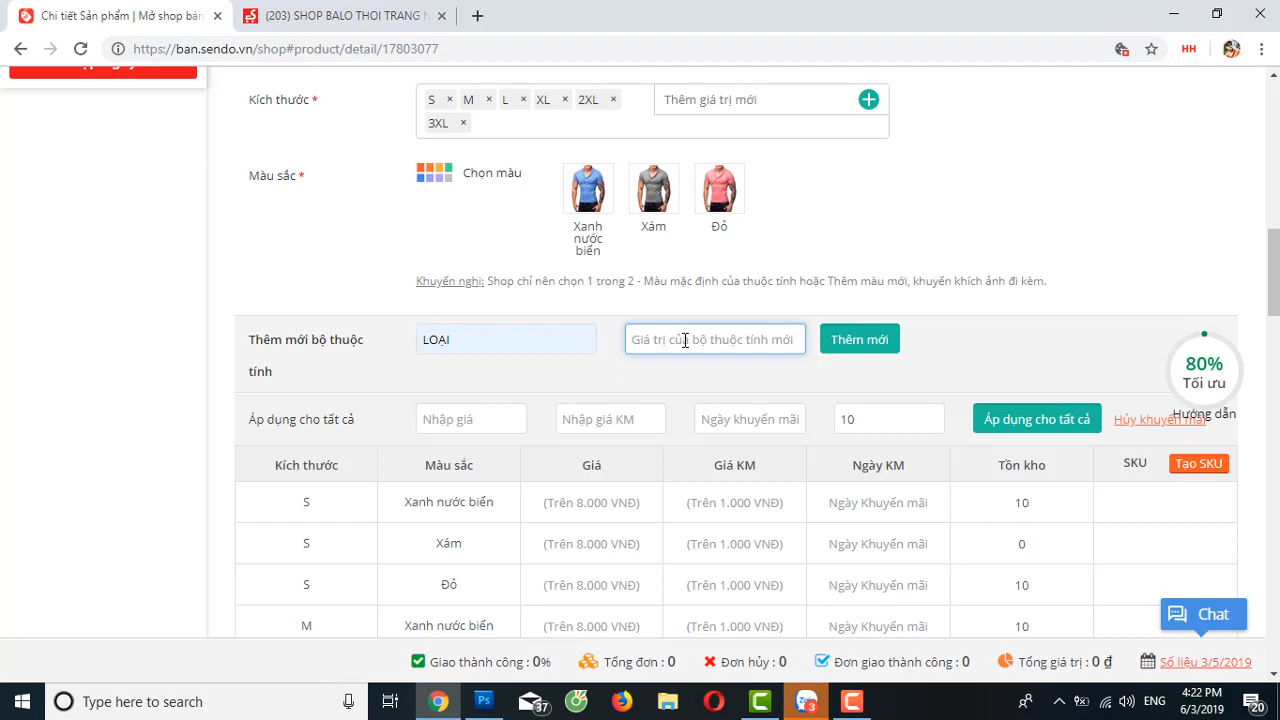 Chi tiết Sản phẩm | Mở shop bán
(203) SHOP BALO THOI TRANG N
https://ban.sendo.vn/shop#product/detail/17803077
HH
Kích thước *
S × M × L × XL × 2XL ×
3XL ×
Thêm giá trị mới
Màu sắc *
Chọn màu
Xanh
nước
biển
Xám
Đỏ
Khuyến nghị: Shop chỉ nên chọn 1 trong 2 - Màu mặc định của thuộc tính hoặc Thêm màu mới, khuyến khích ảnh đi kèm.
Thêm mới bộ thuộc
tính
LOẠI
Giá trị của bộ thuộc tính mới
Thêm mới
80%
Tối ưu
Hướng dẫn
Áp dụng cho tất cả
Nhập giá
Nhập giá KM
Ngày khuyến mãi
10
Áp dụng cho tất cả
Hủy khuyến mãi
Kích thước Màu sắc Giá Giá KM Ngày KM Tồn kho SKU Tạo SKU
S Xanh nước biển (Trên 8.000 VNĐ) (Trên 1.000 VNĐ) Ngày Khuyến mãi 10
S Xám (Trên 8.000 VNĐ) (Trên 1.000 VNĐ) Ngày Khuyến mãi 0
S Đỏ (Trên 8.000 VNĐ) (Trên 1.000 VNĐ) Ngày Khuyến mãi 10
M Xanh nước biển (Trên 8.000 VNĐ) (Trên 1.000 VNĐ) Ngày Khuyến mãi 10
Chat
Giao thành công : 0%
Tổng đơn : 0
Đơn hủy : 0
Đơn giao thành công : 0
Tổng giá trị : 0 đ
Số liệu 3/5/2019
Type here to search
37
3
ENG
4:22 PM
6/3/2019
20